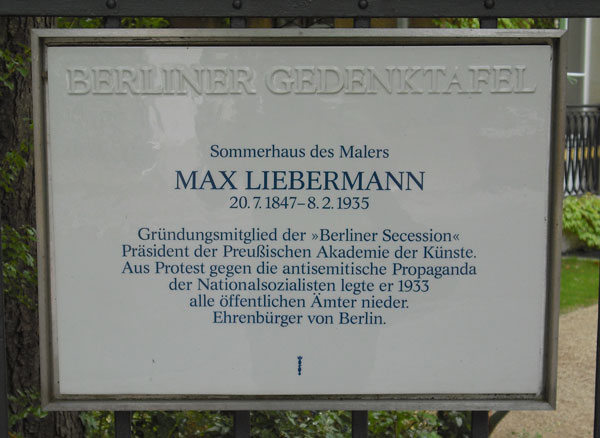 BERLINER GEDENKTAFEL
Sommerhaus des Malers
MAX LIEBERMANN
20.7.1847–8.2.1935
Gründungsmitglied der »Berliner Secession«
Präsident der Preußischen Akademie der Künste.
Aus Protest gegen die antisemitische Propaganda
der Nationalsozialisten legte er 1933
alle öffentlichen Ämter nieder.
Ehrenbürger von Berlin.